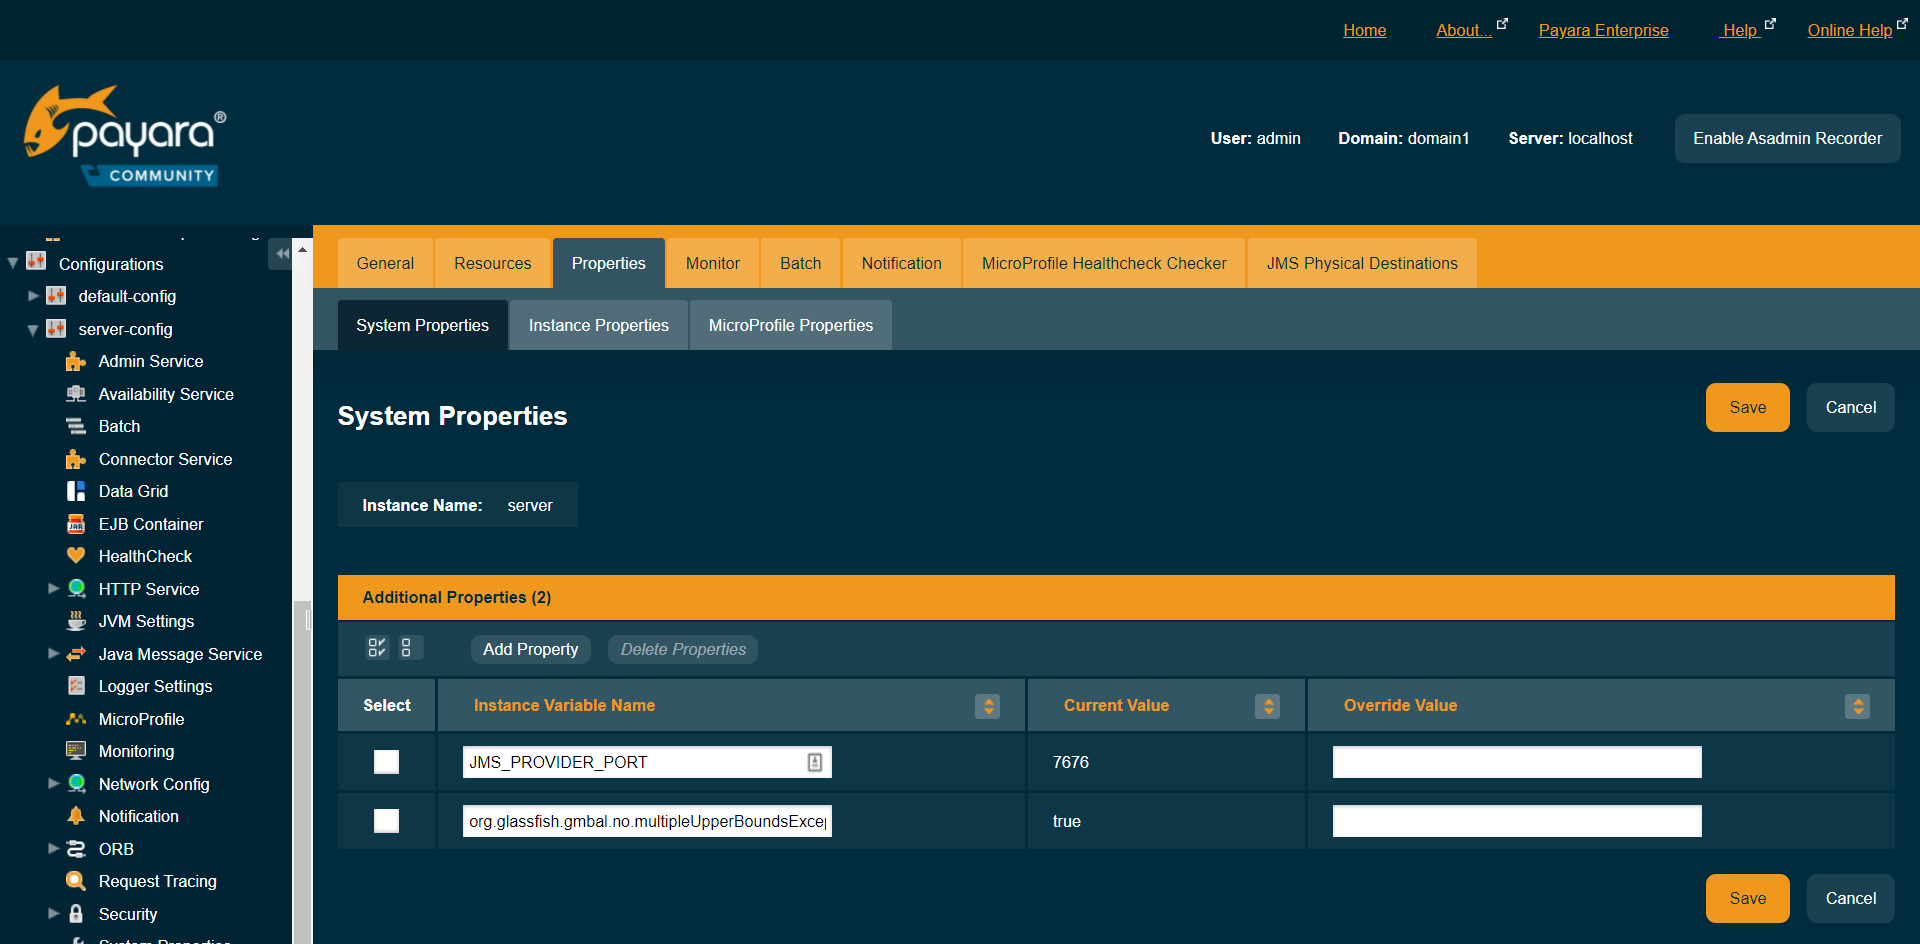 Home About... Payara Enterprise Help Online Help
payara®
COMMUNITY
User: admin Domain: domain1 Server: localhost Enable Asadmin Recorder
Configurations
default-config
server-config
Admin Service
Availability Service
Batch
Connector Service
Data Grid
EJB Container
HealthCheck
HTTP Service
JVM Settings
Java Message Service
Logger Settings
MicroProfile
Monitoring
Network Config
Notification
ORB
Request Tracing
Security
System Properties
General Resources Properties Monitor Batch Notification MicroProfile Healthcheck Checker JMS Physical Destinations
System Properties Instance Properties MicroProfile Properties
System Properties
Save Cancel
Instance Name: server
Additional Properties (2)
Add Property Delete Properties
Select Instance Variable Name Current Value Override Value
JMS_PROVIDER_PORT 7676
org.glassfish.gmbal.no.multipleUpperBoundsExcep true
Save Cancel